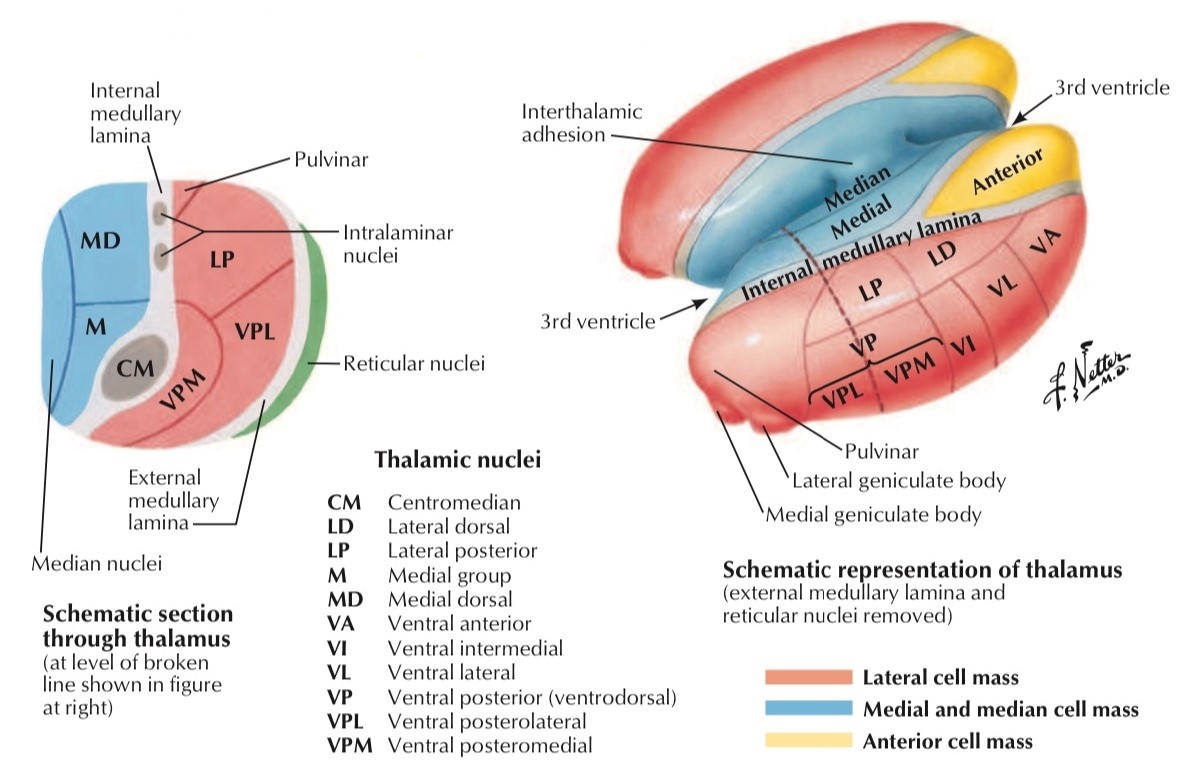 Internal
medullary
lamina
Pulvinar
Intralaminar
nuclei
MD
LP
M
VPL
CM
VPM
Reticular nuclei
External
medullary
lamina
Median nuclei
Schematic section
through thalamus
(at level of broken
line shown in figure
at right)
Thalamic nuclei
CM Centromedian
LD Lateral dorsal
LP Lateral posterior
M Medial group
MD Medial dorsal
VA Ventral anterior
VI Ventral intermedial
VL Ventral lateral
VP Ventral posterior (ventrodorsal)
VPL Ventral posterolateral
VPM Ventral posteromedial
Interthalamic
adhesion
3rd ventricle
Anterior
Median
Medial
Internal medullary lamina
LP
LD
VA
VL
VP
VI
VPL
VPM
3rd ventricle
Pulvinar
Lateral geniculate body
Medial geniculate body
F. Netter
M.D.
Schematic representation of thalamus
(external medullary lamina and
reticular nuclei removed)
Lateral cell mass
Medial and median cell mass
Anterior cell mass